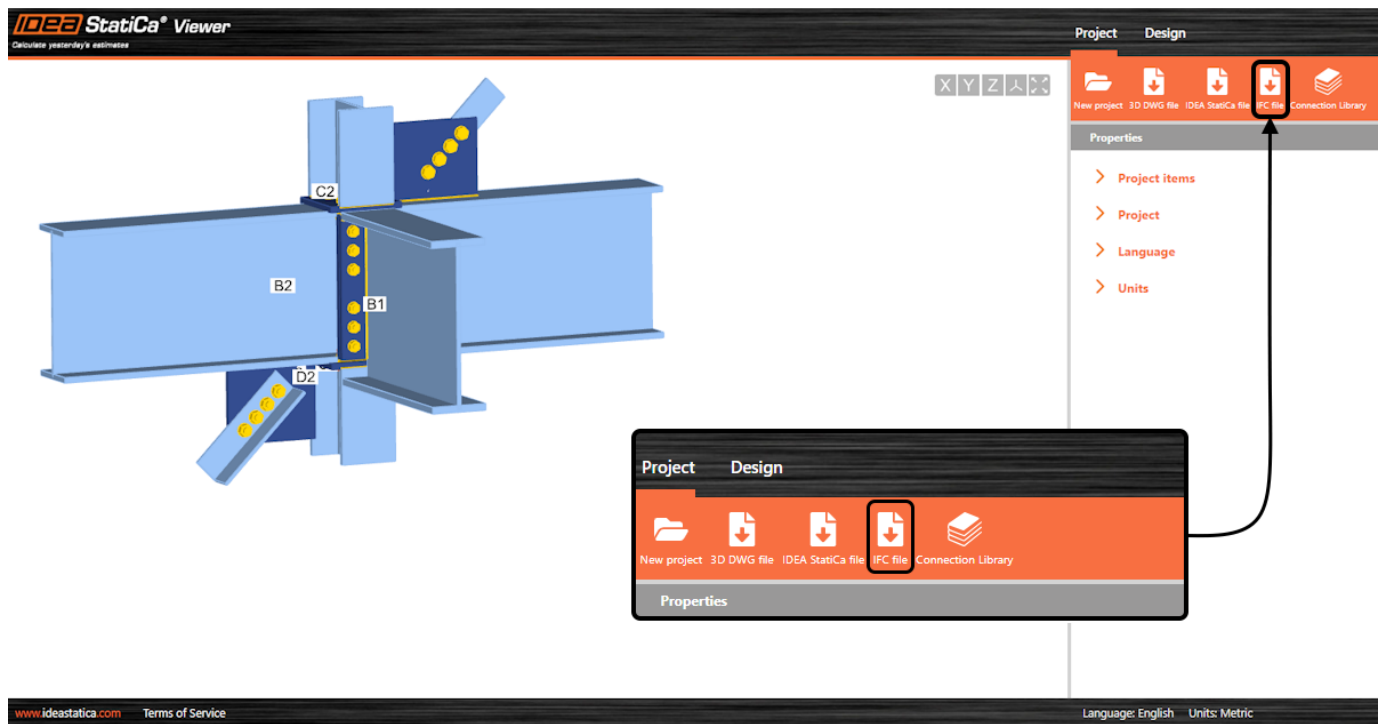 IDEA StatiCa® Viewer
Calculate yesterday's estimates
Project Design
X Y Z
New project 3D DWG file IDEA StatiCa file IFC file Connection Library
Properties
Project items
Project
Language
Units
C2
B2
B1
D2
Project Design
New project 3D DWG file IDEA StatiCa file IFC file Connection Library
Properties
www.ideastatica.com Terms of Service
Language: English Units: Metric